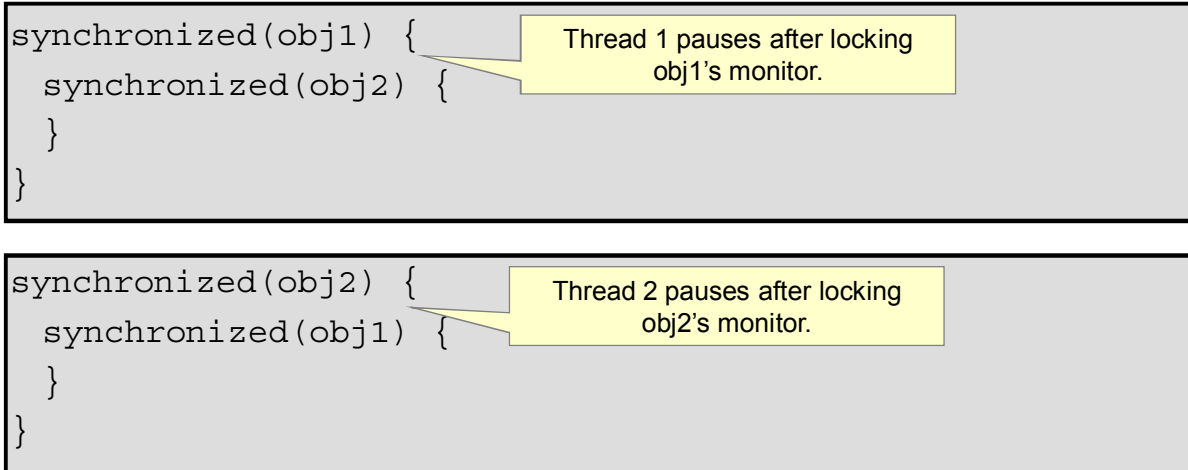 synchronized(obj1) {
Thread 1 pauses after locking
obj1’s monitor.
synchronized(obj2) {
}
}
synchronized(obj2) {
Thread 2 pauses after locking
obj2’s monitor.
synchronized(obj1) {
}
}